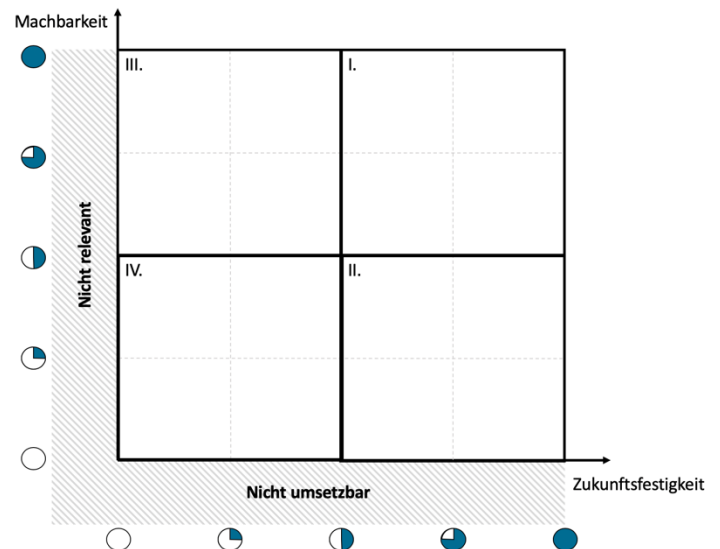 Machbarkeit
III.
I.
Nicht relevant
IV.
II.
Nicht umsetzbar
Zukunftsfestigkeit